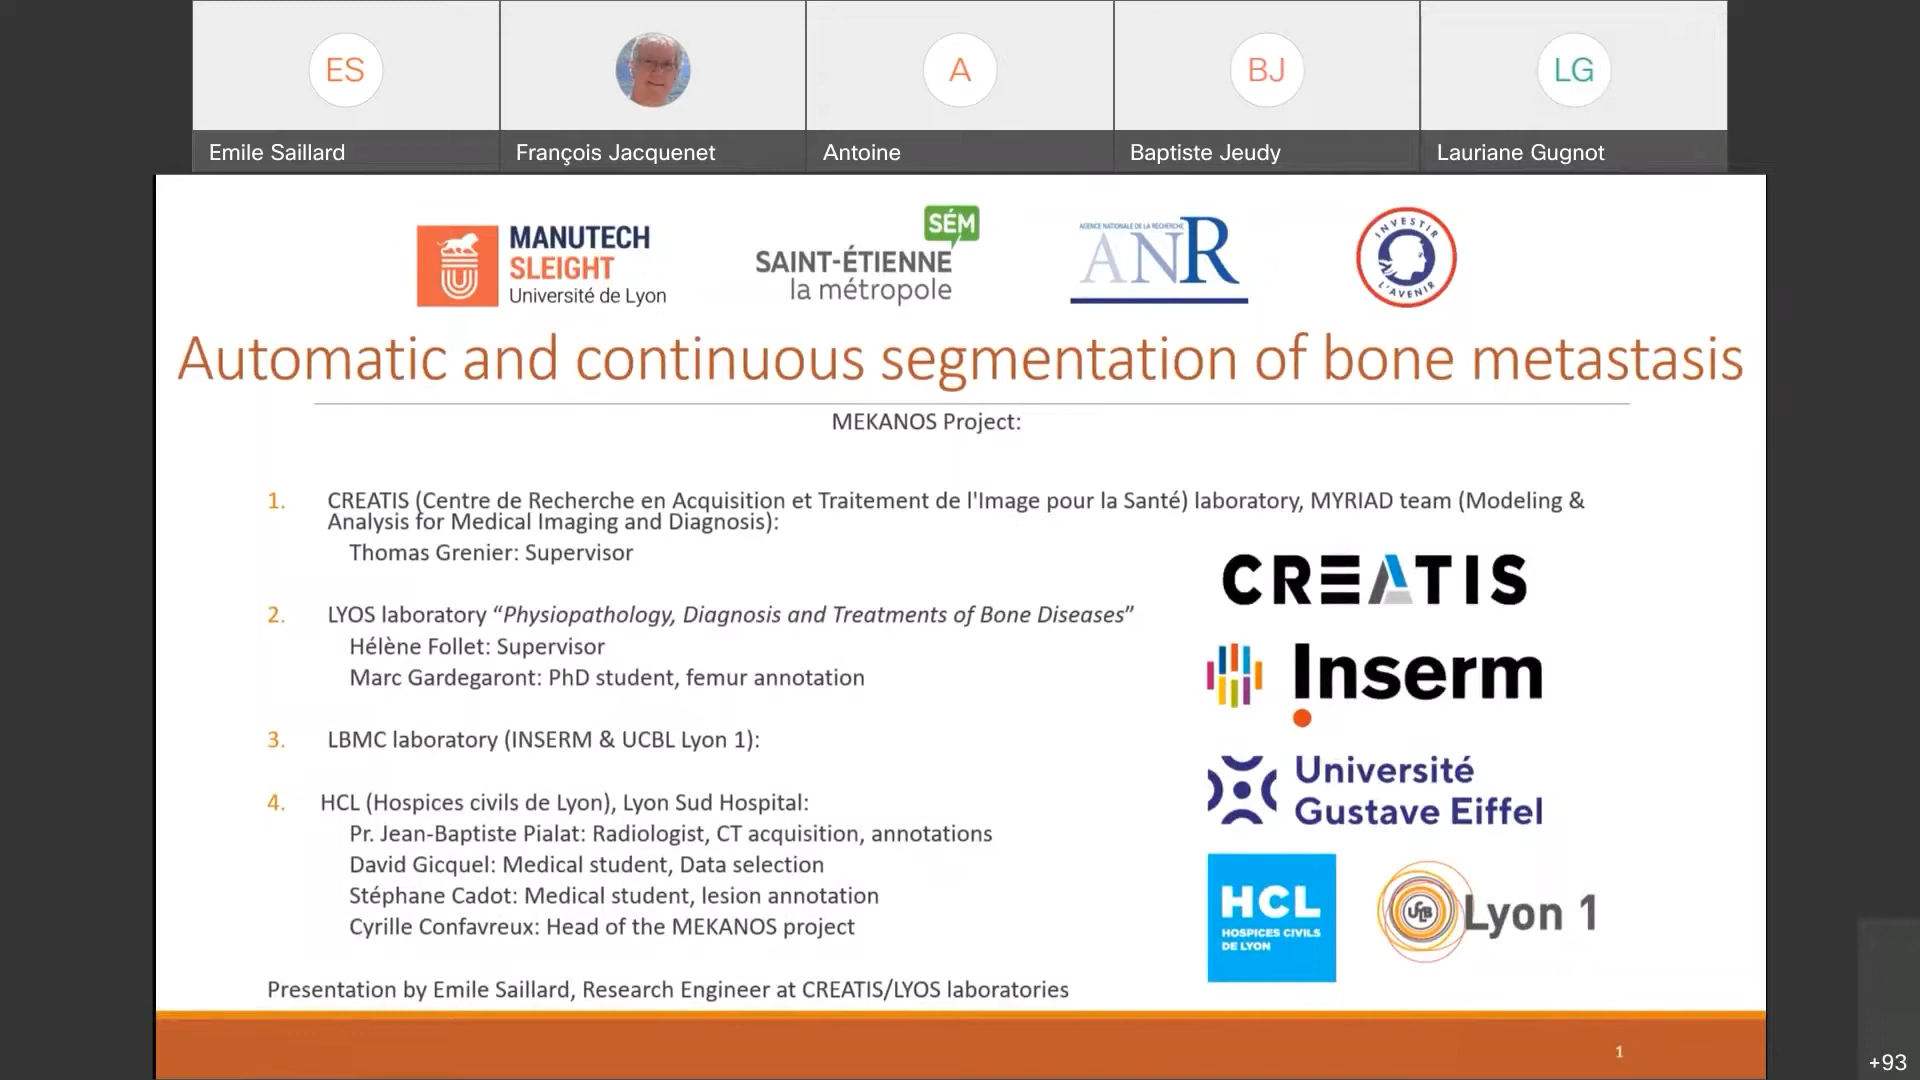 ES
A
BJ
LG
Emile Saillard
François Jacquenet
Antoine
Baptiste Jeudy
Lauriane Gugnot
MANUTECH
SLEIGHT
Université de Lyon
SÉM
SAINT-ÉTIENNE
la métropole
AGENCE NATIONALE DE LA RECHERCHE
ANR
INVESTIR
L'AVENIR
Automatic and continuous segmentation of bone metastasis
MEKANOS Project:
1. CREATIS (Centre de Recherche en Acquisition et Traitement de l'Image pour la Santé) laboratory, MYRIAD team (Modeling &
Analysis for Medical Imaging and Diagnosis):
Thomas Grenier: Supervisor
CREATIS
2. LYOS laboratory “Physiopathology, Diagnosis and Treatments of Bone Diseases”
Hélène Follet: Supervisor
Marc Gardegaront: PhD student, femur annotation
Inserm
3. LBMC laboratory (INSERM & UCBL Lyon 1):
Université
Gustave Eiffel
4. HCL (Hospices civils de Lyon), Lyon Sud Hospital:
Pr. Jean-Baptiste Pialat: Radiologist, CT acquisition, annotations
David Gicquel: Medical student, Data selection
Stéphane Cadot: Medical student, lesion annotation
Cyrille Confavreux: Head of the MEKANOS project
HCL
HOSPICES CIVILS
DE LYON
UCB
Lyon 1
Presentation by Emile Saillard, Research Engineer at CREATIS/LYOS laboratories
1
+93